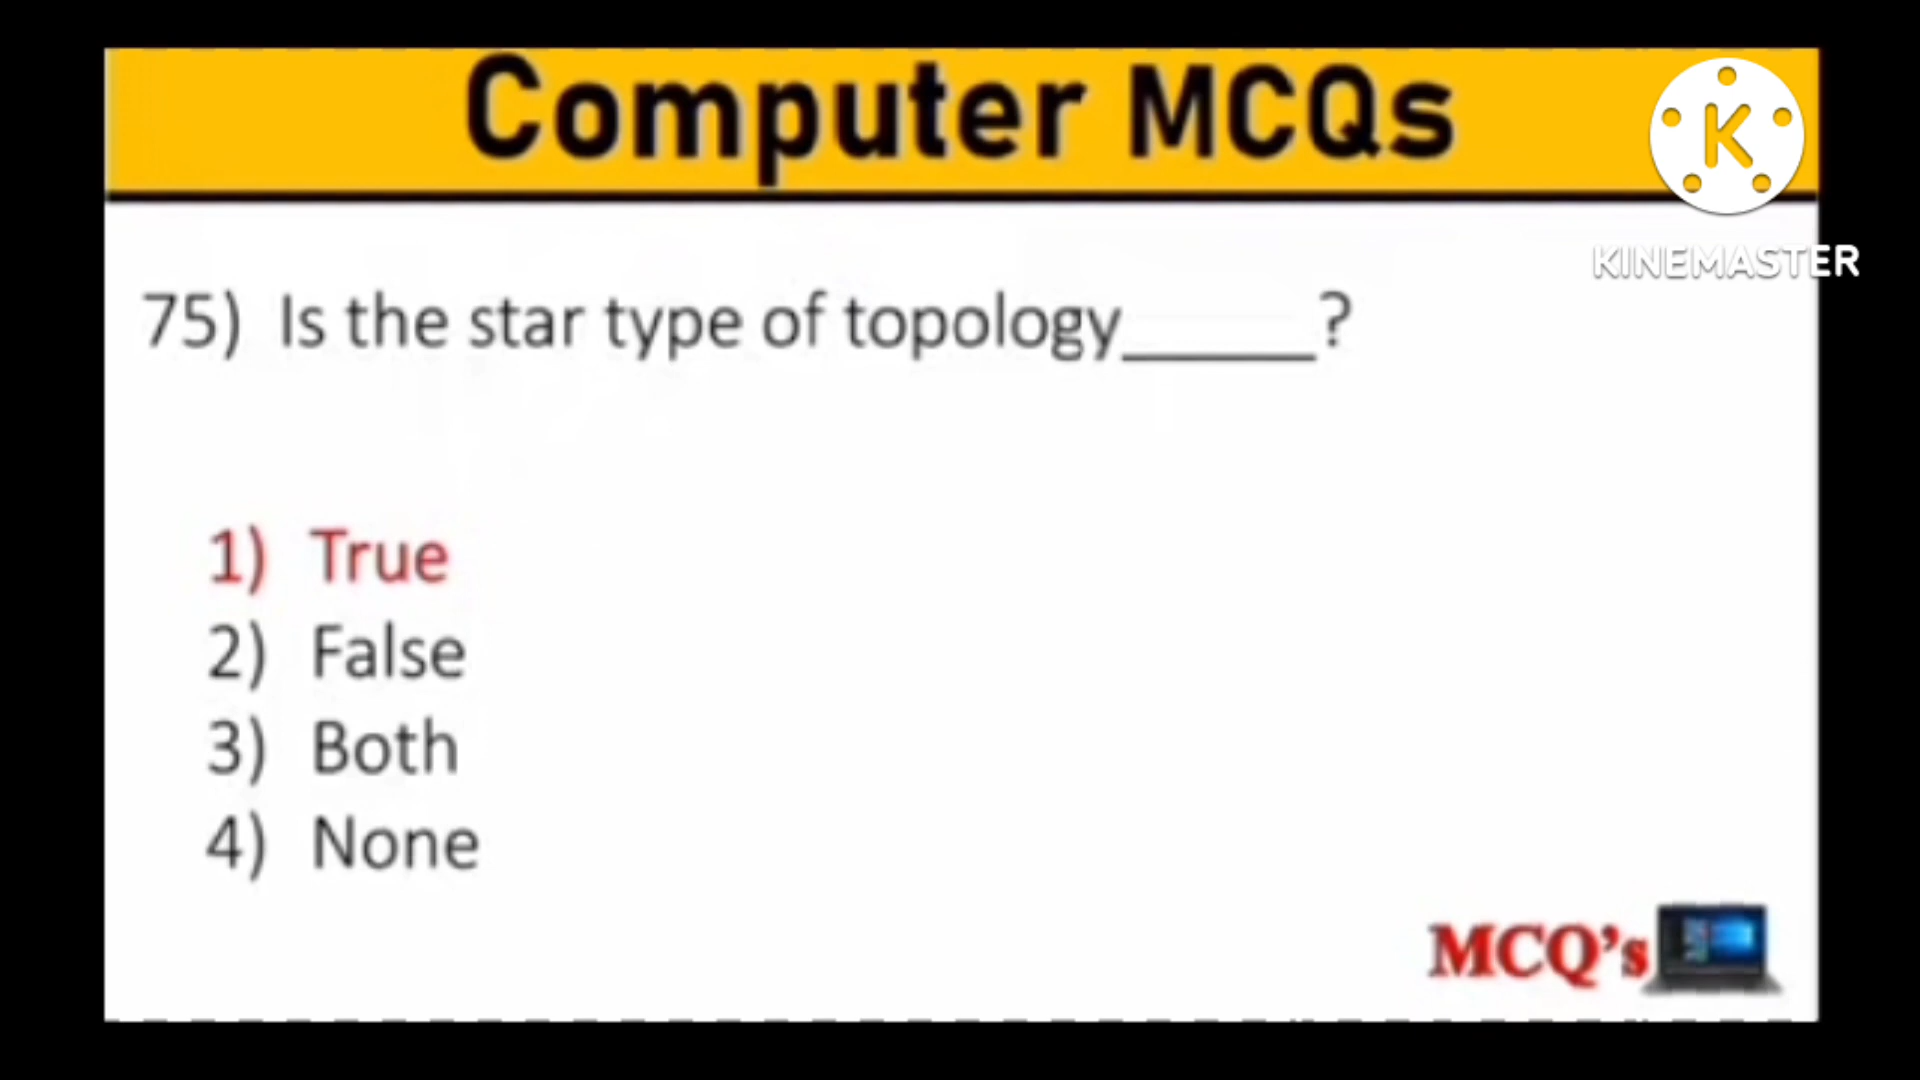 Computer MCQs
K
KINEMASTER
75) Is the star type of topology______?
1) True
2) False
3) Both
4) None
MCQ's